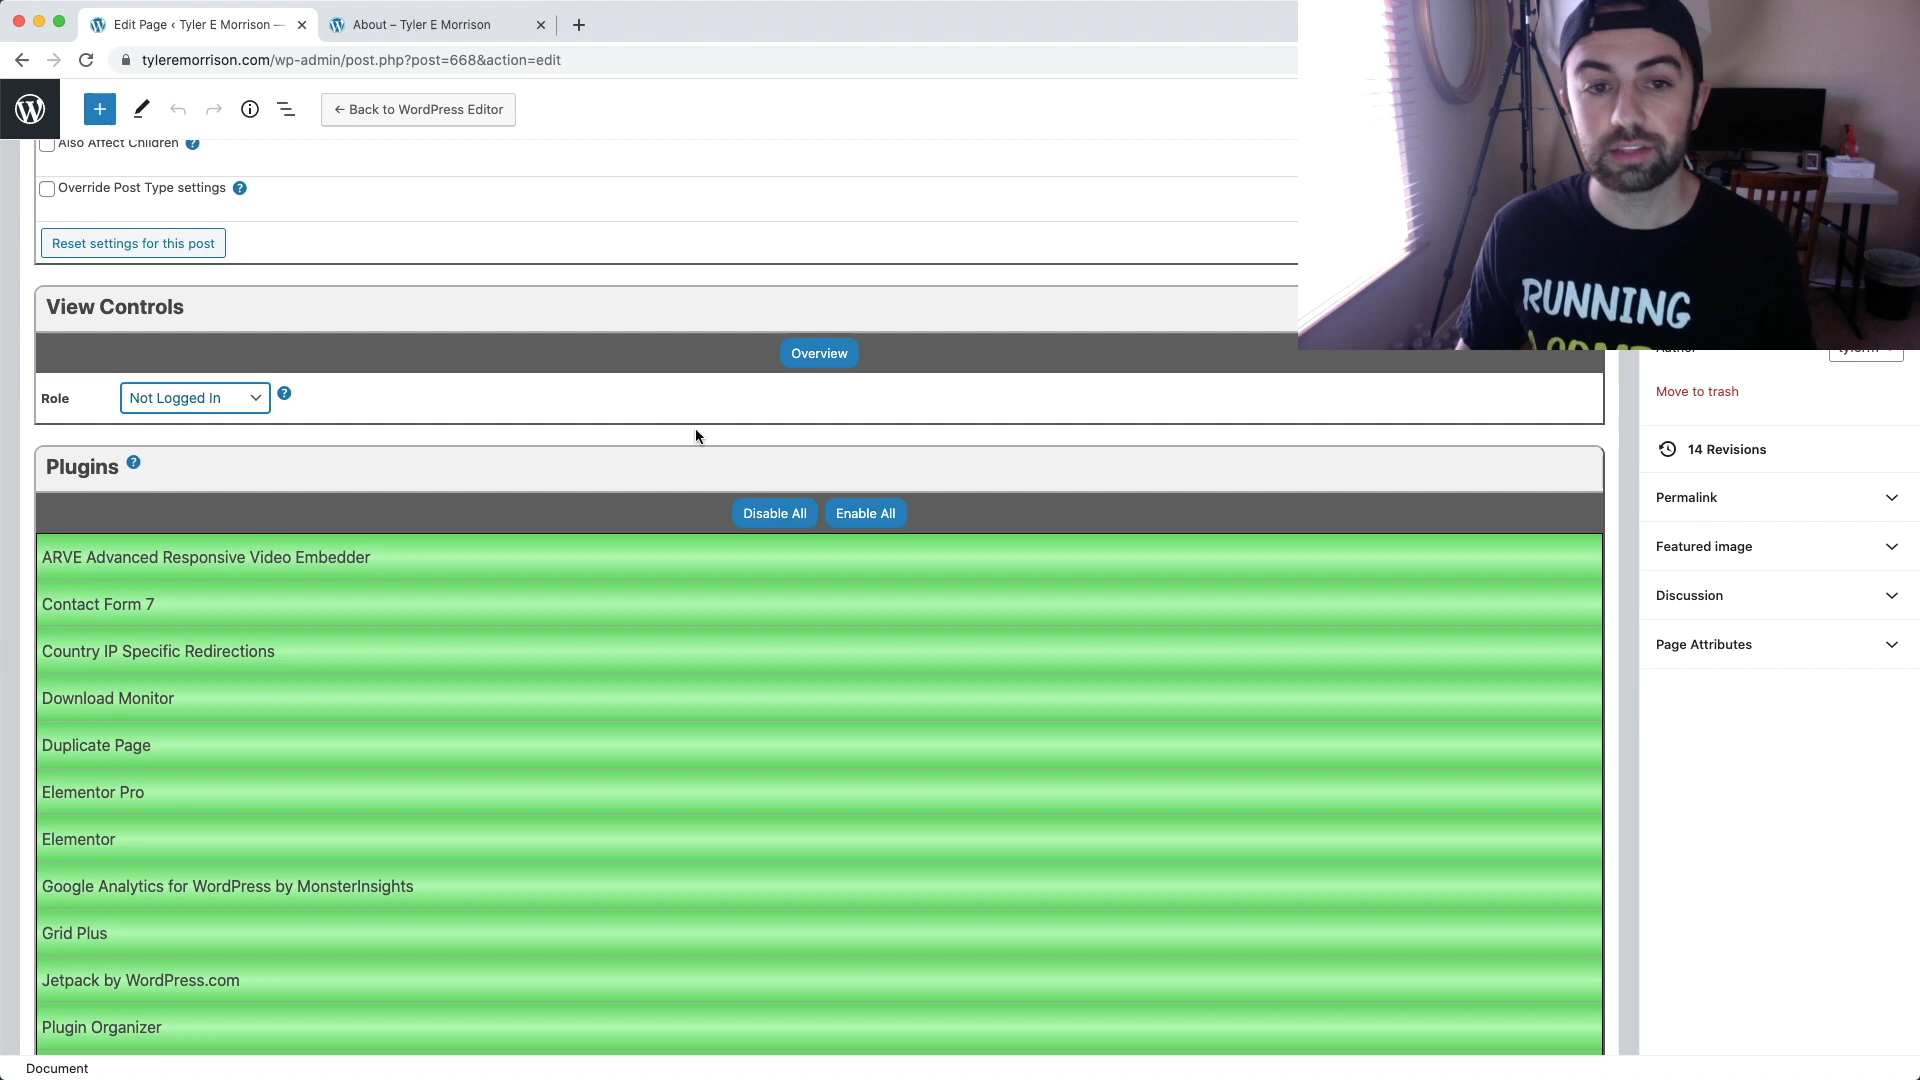 Edit Page ‹ Tyler E Morrison —
About – Tyler E Morrison
tyleremorrison.com/wp-admin/post.php?post=668&action=edit
← Back to WordPress Editor
Also Affect Children
Override Post Type settings
Reset settings for this post
RUNNING
View Controls
Overview
Author
Role
Not Logged In
Move to trash
Plugins
14 Revisions
Disable All
Enable All
Permalink
ARVE Advanced Responsive Video Embedder
Featured image
Contact Form 7
Discussion
Country IP Specific Redirections
Page Attributes
Download Monitor
Duplicate Page
Elementor Pro
Elementor
Google Analytics for WordPress by MonsterInsights
Grid Plus
Jetpack by WordPress.com
Plugin Organizer
Document